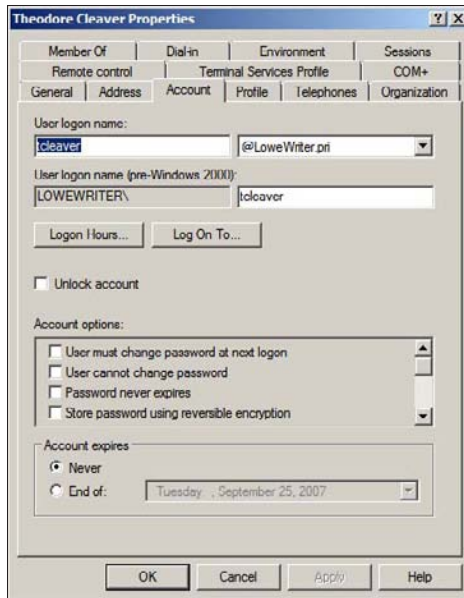 Theodore Cleaver Properties
Member Of Dial-in Environment Sessions
Remote control Terminal Services Profile COM+
General Address Account Profile Telephones Organization
User logon name:
tcleaver @LoweWriter.pri
User logon name (pre-Windows 2000):
LOWEWRITER\ tcleaver
Logon Hours... Log On To...
Unlock account
Account options:
User must change password at next logon
User cannot change password
Password never expires
Store password using reversible encryption
Account expires
Never
End of: Tuesday , September 25, 2007
OK Cancel Apply Help